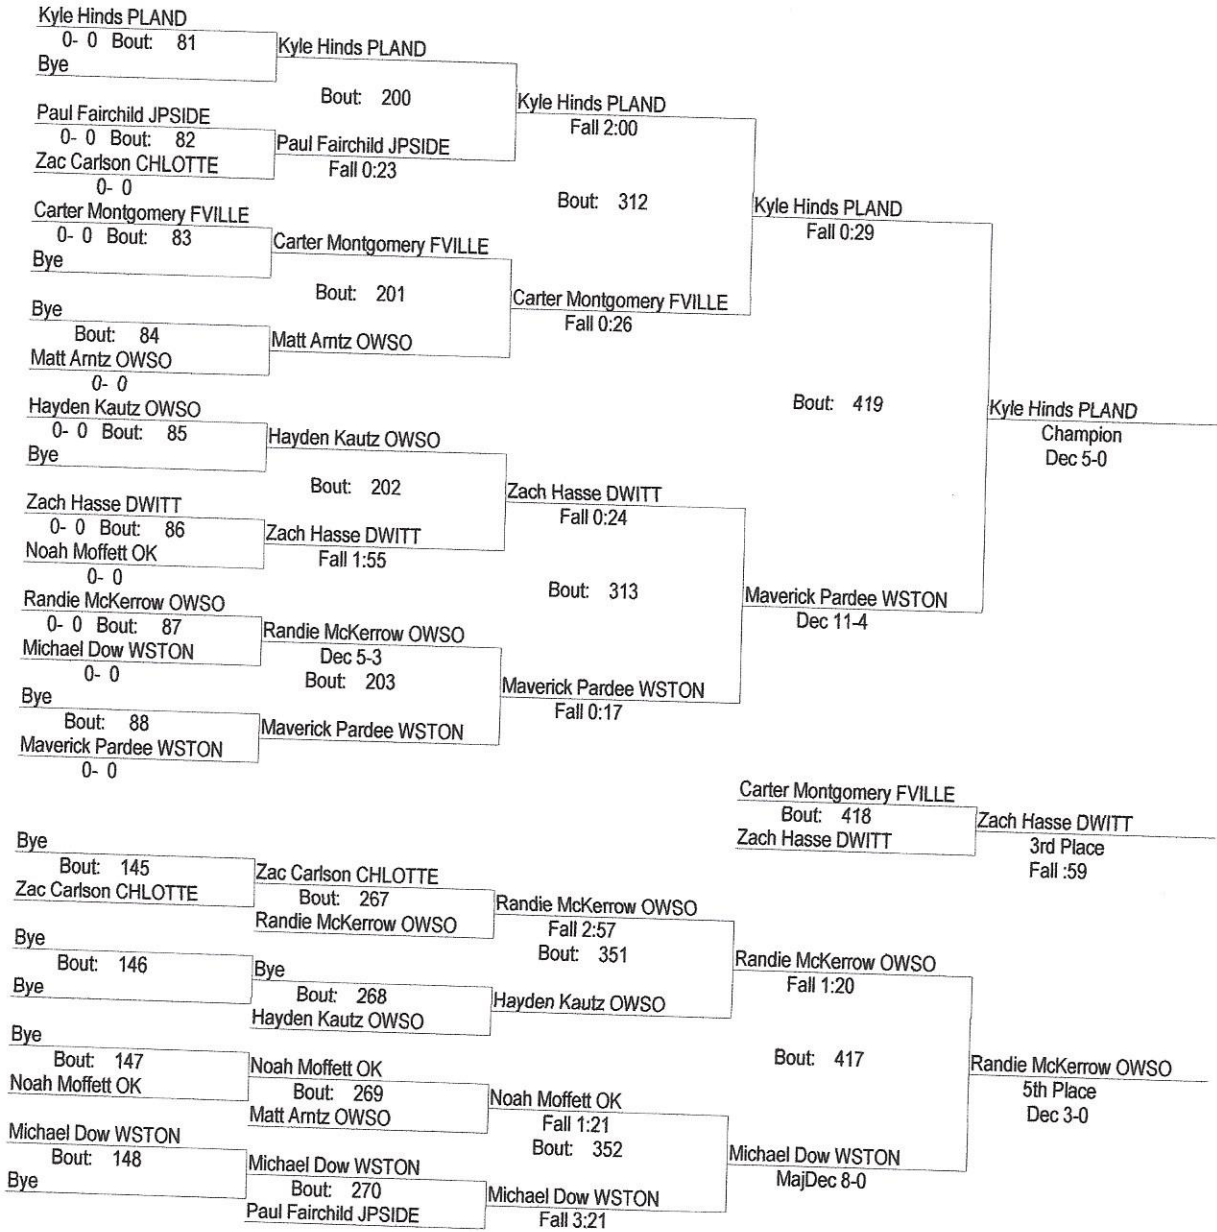 Kyle Hinds PLAND
0- 0 Bout: 81
Bye
Kyle Hinds PLAND
Bout: 200
Paul Fairchild JPSIDE
0- 0 Bout: 82
Zac Carlson CHLOTTE
0- 0
Paul Fairchild JPSIDE
Fall 0:23
Kyle Hinds PLAND
Fall 2:00
Bout: 312
Carter Montgomery FVILLE
0- 0 Bout: 83
Bye
Carter Montgomery FVILLE
Bout: 201
Bye
Bout: 84
Matt Arntz OWSO
0- 0
Matt Arntz OWSO
Carter Montgomery FVILLE
Fall 0:26
Kyle Hinds PLAND
Fall 0:29
Bout: 419
Hayden Kautz OWSO
0- 0 Bout: 85
Bye
Hayden Kautz OWSO
Bout: 202
Zach Hasse DWITT
0- 0 Bout: 86
Noah Moffett OK
0- 0
Zach Hasse DWITT
Fall 1:55
Zach Hasse DWITT
Fall 0:24
Bout: 313
Randie McKerrow OWSO
0- 0 Bout: 87
Michael Dow WSTON
0- 0
Randie McKerrow OWSO
Dec 5-3
Bout: 203
Bye
Bout: 88
Maverick Pardee WSTON
0- 0
Maverick Pardee WSTON
Maverick Pardee WSTON
Fall 0:17
Maverick Pardee WSTON
Dec 11-4
Kyle Hinds PLAND
Champion
Dec 5-0
Carter Montgomery FVILLE
Bout: 418
Zach Hasse DWITT
Zach Hasse DWITT
3rd Place
Fall :59
Bye
Bout: 145
Zac Carlson CHLOTTE
Zac Carlson CHLOTTE
Bout: 267
Randie McKerrow OWSO
Randie McKerrow OWSO
Fall 2:57
Bout: 351
Bye
Bout: 146
Bye
Bye
Bout: 268
Hayden Kautz OWSO
Hayden Kautz OWSO
Randie McKerrow OWSO
Fall 1:20
Bout: 417
Bye
Bout: 147
Noah Moffett OK
Noah Moffett OK
Bout: 269
Matt Arntz OWSO
Noah Moffett OK
Fall 1:21
Bout: 352
Michael Dow WSTON
Bout: 148
Bye
Michael Dow WSTON
Bout: 270
Paul Fairchild JPSIDE
Michael Dow WSTON
Fall 3:21
Michael Dow WSTON
MajDec 8-0
Randie McKerrow OWSO
5th Place
Dec 3-0